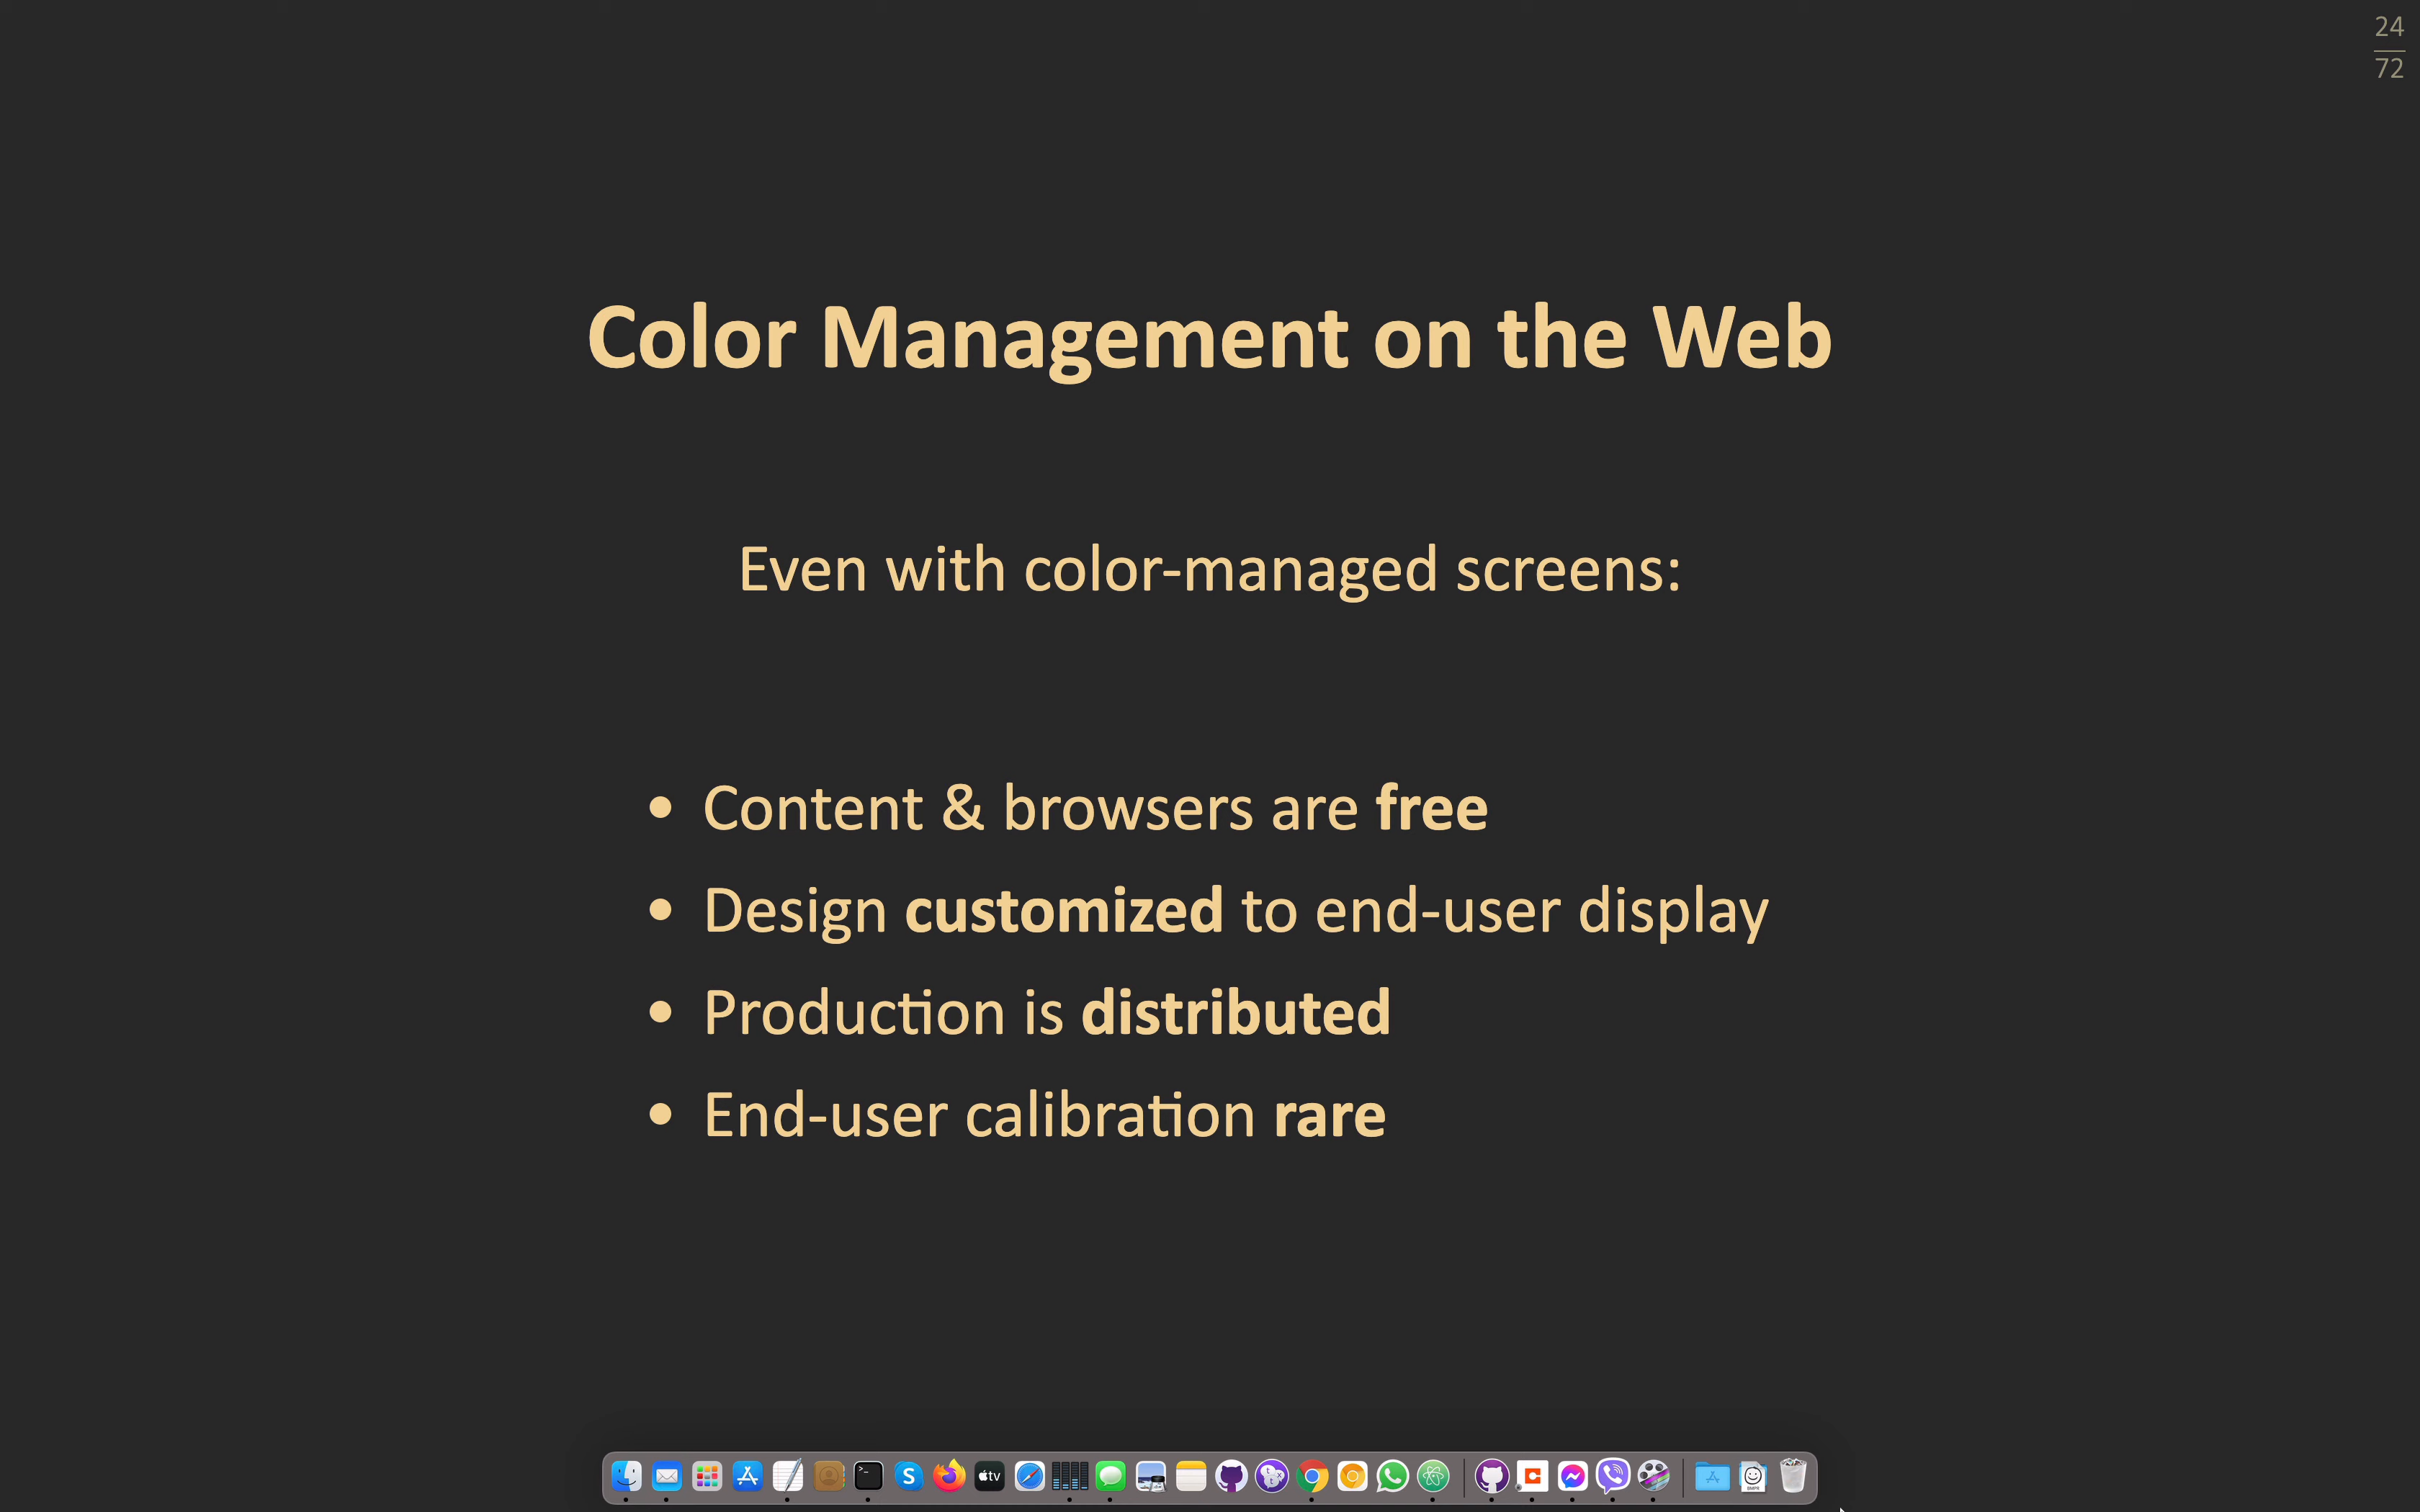 24
72
Color Management on the Web
Even with color-managed screens:
• Content & browsers are free
• Design customized to end-user display
• Production is distributed
• End-user calibration rare
tv